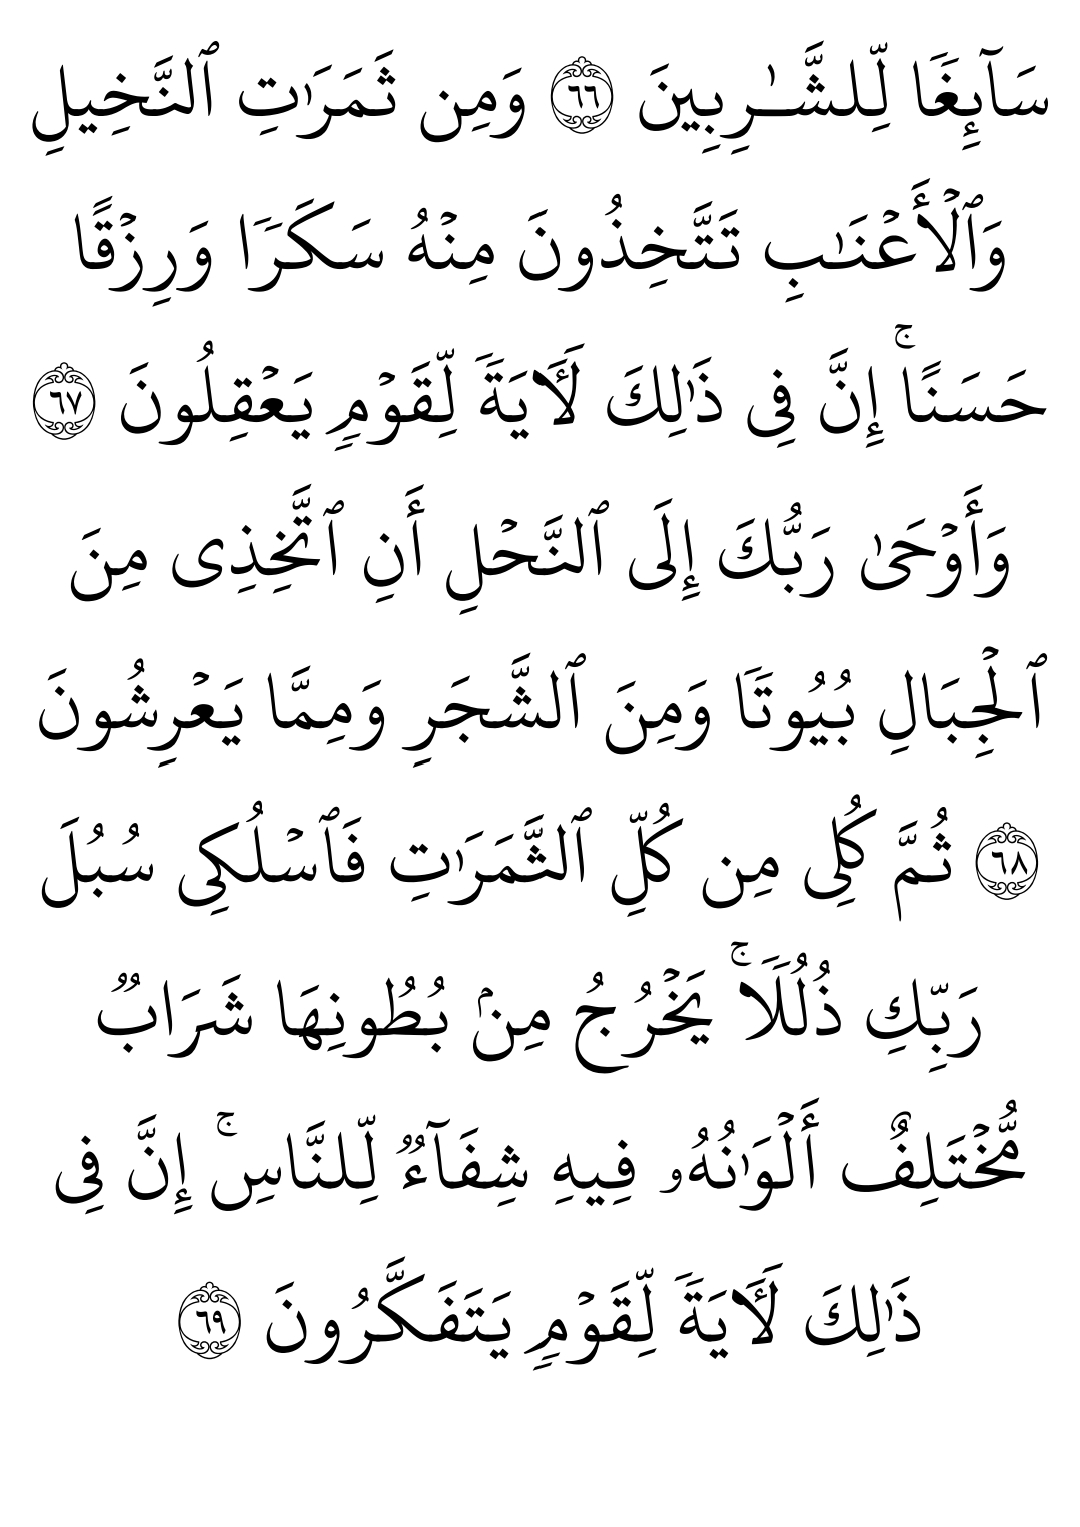 سَآئِغًا لِّلشَّـٰرِبِينَ ٦٦ وَمِن ثَمَرَٰتِ ٱلنَّخِيلِ
وَٱلْأَعْنَـٰبِ تَتَّخِذُونَ مِنْهُ سَكَرًا وَرِزْقًا
حَسَنًا ۚ إِنَّ فِى ذَٰلِكَ لَـَٔايَةً لِّقَوْمٍ يَعْقِلُونَ ٦٧
وَأَوْحَىٰ رَبُّكَ إِلَى ٱلنَّحْلِ أَنِ ٱتَّخِذِى مِنَ
ٱلْجِبَالِ بُيُوتًا وَمِنَ ٱلشَّجَرِ وَمِمَّا يَعْرِشُونَ
٦٨ ثُمَّ كُلِى مِن كُلِّ ٱلثَّمَرَٰتِ فَٱسْلُكِى سُبُلَ
رَبِّكِ ذُلُلًا ۚ يَخْرُجُ مِنۢ بُطُونِهَا شَرَابٌ
مُّخْتَلِفٌ أَلْوَٰنُهُۥ فِيهِ شِفَآءٌ لِّلنَّاسِ ۚ إِنَّ فِى
ذَٰلِكَ لَـَٔايَةً لِّقَوْمٍ يَتَفَكَّرُونَ ٦٩